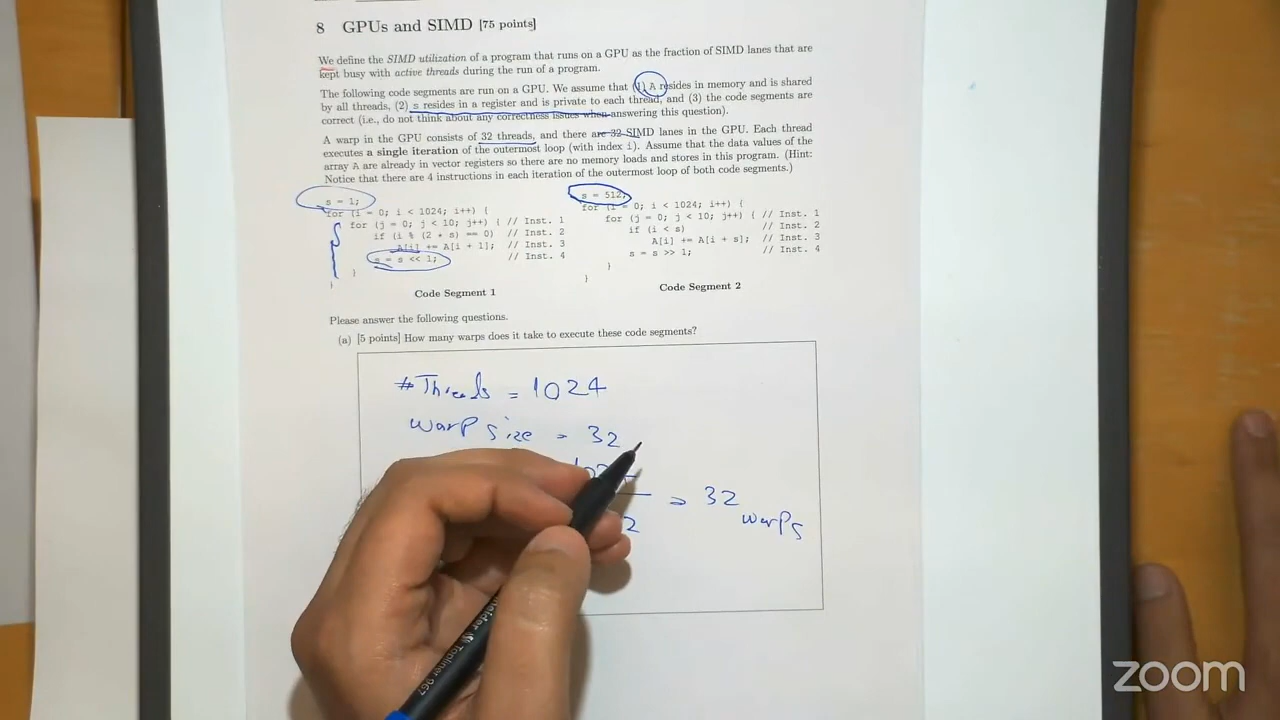 8 GPUs and SIMD [75 points]
We define the SIMD utilization of a program that runs on a GPU as the fraction of SIMD lanes that are
kept busy with active threads during the run of a program.
The following code segments are run on a GPU. We assume that (1) A resides in memory and is shared
by all threads, (2) s resides in a register and is private to each thread, and (3) the code segments are
correct (i.e., do not think about any correctness issues when answering this question).
A warp in the GPU consists of 32 threads, and there are 32 SIMD lanes in the GPU. Each thread
executes a single iteration of the outermost loop (with index i). Assume that the data values of the
array A are already in vector registers so there are no memory loads and stores in this program. (Hint:
Notice that there are 4 instructions in each iteration of the outermost loop of both code segments.)
s = 1;
for (i = 0; i < 1024; i++) {
for (j = 0; j < 10; j++) { // Inst. 1
if (i % (2 + s) == 0) // Inst. 2
A[i] += A[i + 1]; // Inst. 3
s = s << 1; // Inst. 4
}
}
Code Segment 1
s = 512;
for (i = 0; i < 1024; i++) {
for (j = 0; j < 10; j++) { // Inst. 1
if (i < s) // Inst. 2
A[i] += A[i + s]; // Inst. 3
s = s >> 1; // Inst. 4
}
}
Code Segment 2
Please answer the following questions.
(a) [5 points] How many warps does it take to execute these code segments?
#Threads = 1024
warp size = 32
= 32 warps
zoom